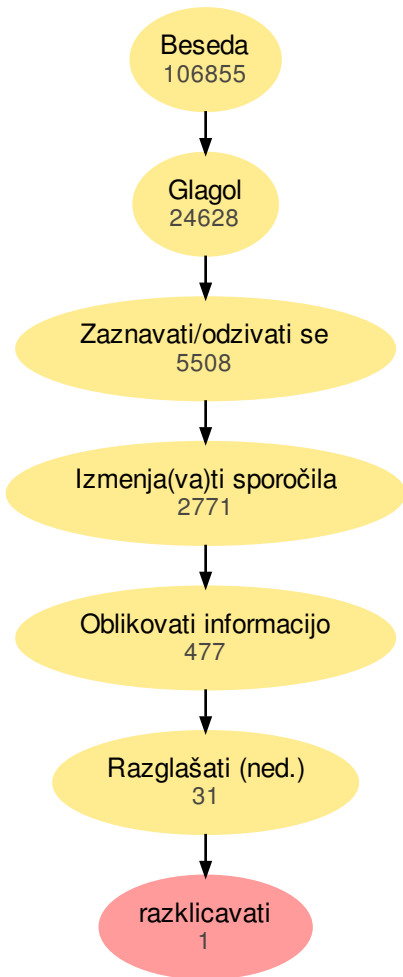 Beseda
106855
Glagol
24628
Zaznavati/odzivati se
5508
Izmenja(va)ti sporočila
2771
Oblikovati informacijo
477
Razglašati (ned.)
31
razklicavati
1